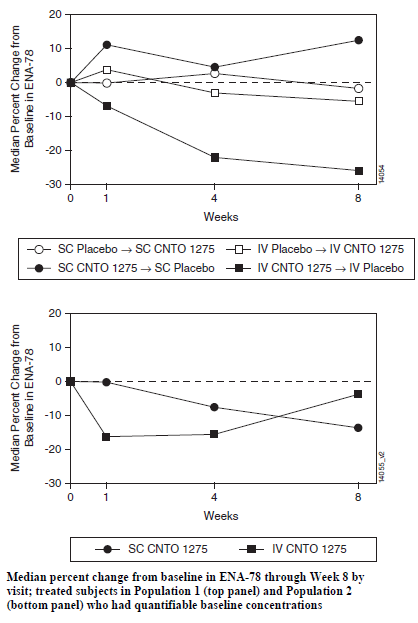 Median Percent Change from
Baseline in ENA-78
20
10
0
-10
-20
-30
0
1
4
8
Weeks
14054
SC Placebo → SC CNTO 1275
IV Placebo → IV CNTO 1275
SC CNTO 1275 → SC Placebo
IV CNTO 1275 → IV Placebo
Median Percent Change from
Baseline in ENA-78
20
10
0
-10
-20
-30
0
1
4
8
Weeks
14055_v2
SC CNTO 1275
IV CNTO 1275
Median percent change from baseline in ENA-78 through Week 8 by
visit; treated subjects in Population 1 (top panel) and Population 2
(bottom panel) who had quantifiable baseline concentrations